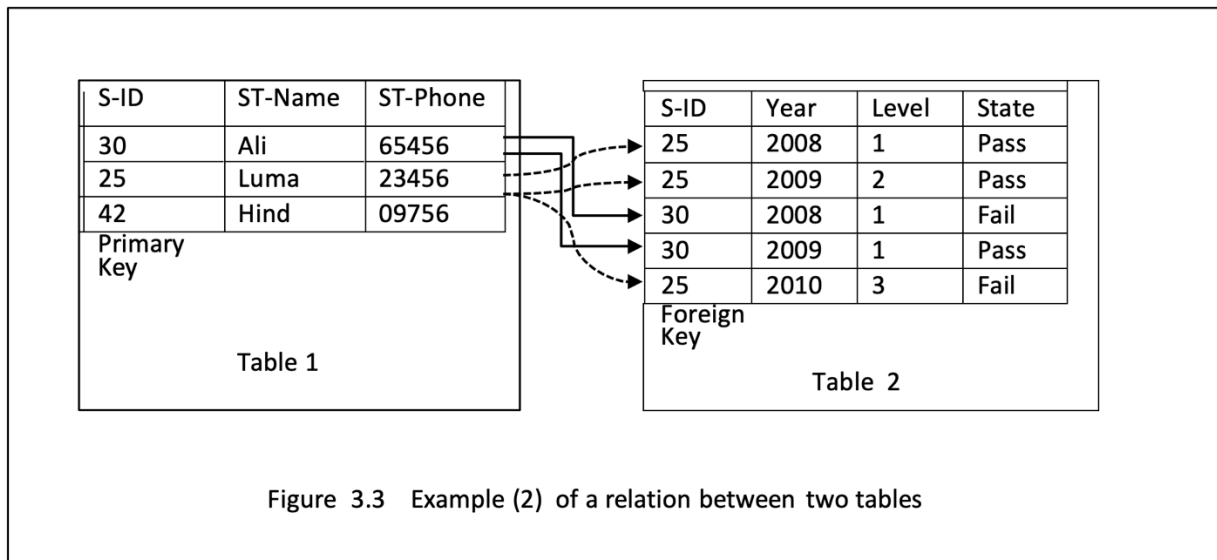 S-ID ST-Name ST-Phone
30 Ali 65456
25 Luma 23456
42 Hind 09756
Primary
Key
Table 1
S-ID Year Level State
25 2008 1 Pass
25 2009 2 Pass
30 2008 1 Fail
30 2009 1 Pass
25 2010 3 Fail
Foreign
Key
Table 2
Figure 3.3 Example (2) of a relation between two tables